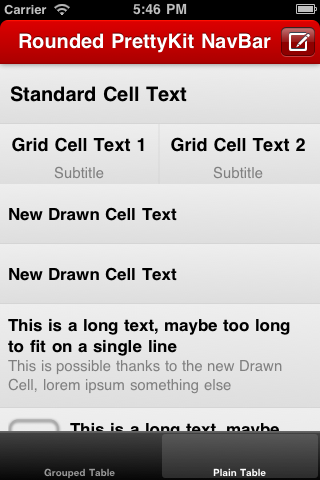 Carrier 5:46 PM
Rounded PrettyKit NavBar
Standard Cell Text
Grid Cell Text 1 Grid Cell Text 2
Subtitle Subtitle
New Drawn Cell Text
New Drawn Cell Text
This is a long text, maybe too long
to fit on a single line
This is possible thanks to the new Drawn
Cell, lorem ipsum something else
This is a long text, maybe
Grouped Table Plain Table